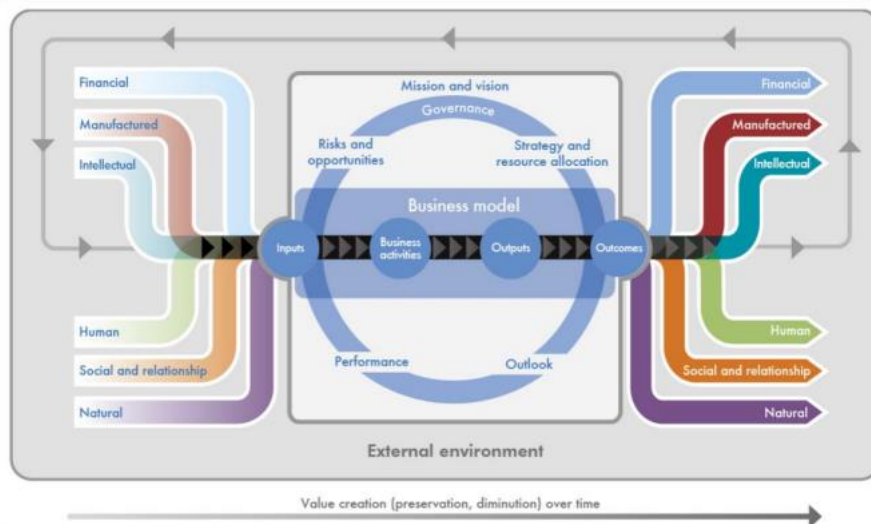 Financial
Manufactured
Intellectual
Human
Social and relationship
Natural
Mission and vision
Governance
Risks and
opportunities
Strategy and
resource allocation
Business model
Inputs
Business
activities
Outputs
Outcomes
Performance
Outlook
Financial
Manufactured
Intellectual
Human
Social and relationship
Natural
External environment
Value creation (preservation, diminution) over time